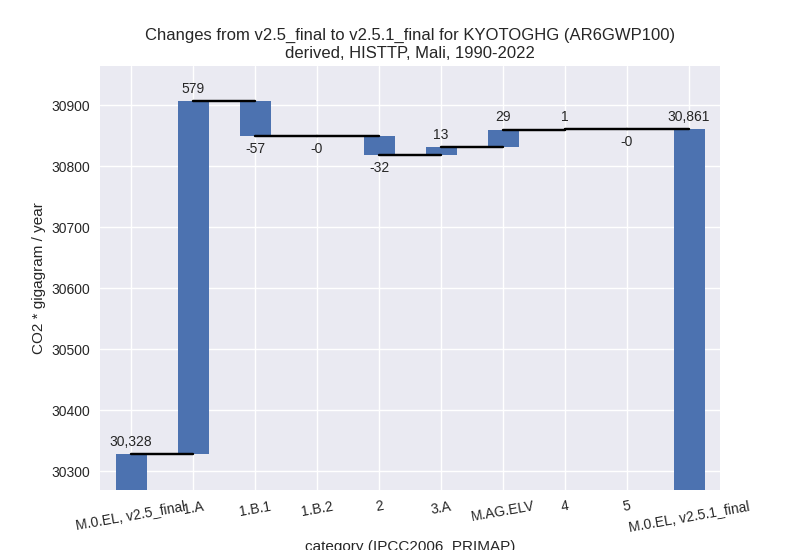 Changes from v2.5_final to v2.5.1_final for KYOTOGHG (AR6GWP100)
derived, HISTTP, Mali, 1990-2022
CO2 * gigagram / year
30900
30800
30700
30600
30500
30400
30300
30,328
579
-57
-0
-32
13
29
1
-0
30,861
M.0.EL, v2.5_final
1.A
1.B.1
1.B.2
2
3.A
M.AG.ELV
4
5
M.0.EL, v2.5.1_final
category (IPCC2006_PRIMAP)